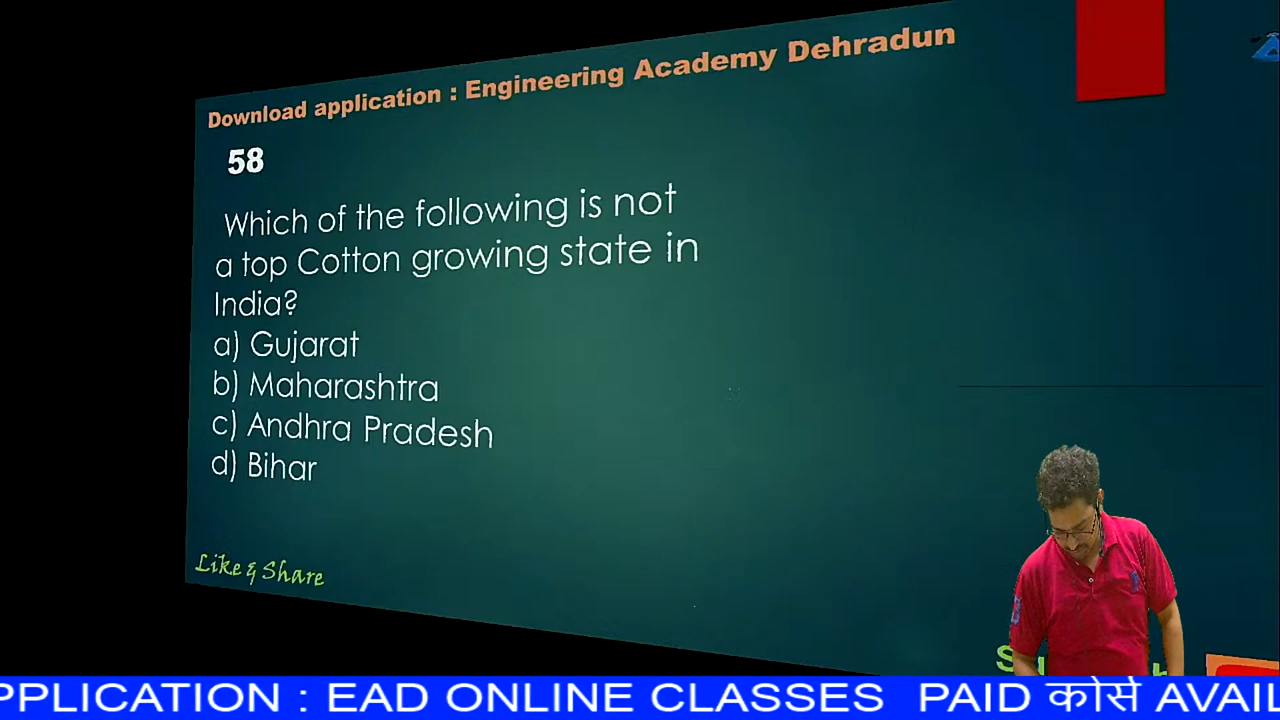 Download application : Engineering Academy Dehradun
58
Which of the following is not
a top Cotton growing state in
India?
a) Gujarat
b) Maharashtra
c) Andhra Pradesh
d) Bihar
Like & Share
PPLICATION : EAD ONLINE CLASSES PAID कोर्स AVAIL